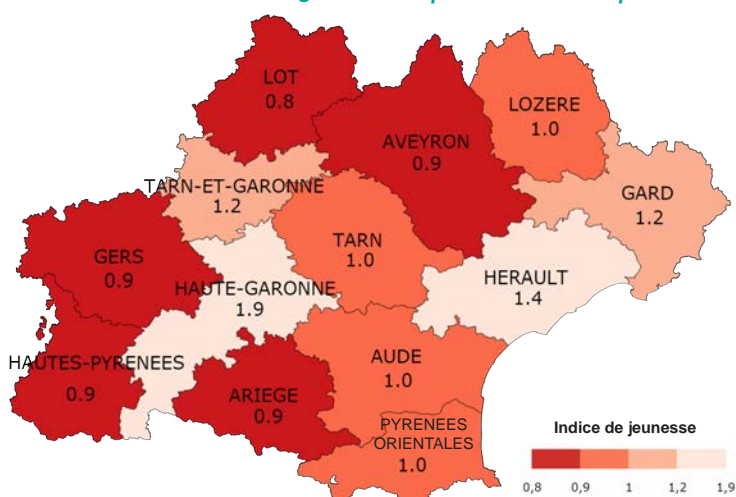 LOT
0.8
LOZERE
1.0
AVEYRON
0.9
TARN-ET-GARONNE
1.2
GARD
1.2
TARN
1.0
GERS
0.9
HAUTE-GARONNE
1.9
HERAULT
1.4
HAUTES-PYRENEES
0.9
AUDE
1.0
ARIEGE
0.9
PYRENEES
ORIENTALES
1.0
Indice de jeunesse
0,8 0,9 1 1,2 1,9